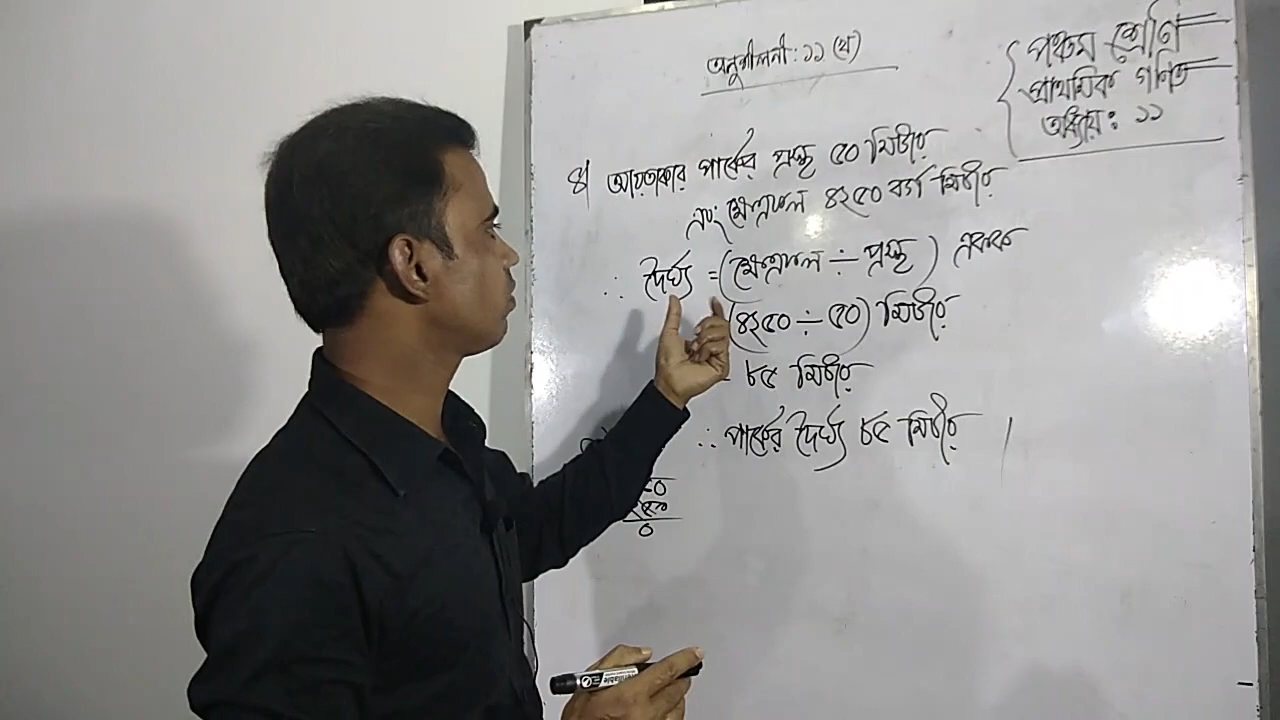 অনুশীলনী : ১১ (খ)
পঞ্চম শ্রেণি
প্রাথমিক গণিত
অধ্যায় : ১১
৪। আয়তাকার পার্কের প্রস্থ ৫০ মিটার
এবং ক্ষেত্রফল ৪২৫০ বর্গ মিটার
∴ দৈর্ঘ্য = (ক্ষেত্রফল ÷ প্রস্থ) একক
(৪২৫০ ÷ ৫০) মিটার
৮৫ মিটার
∴ পার্কের দৈর্ঘ্য ৮৫ মিটার ।
০